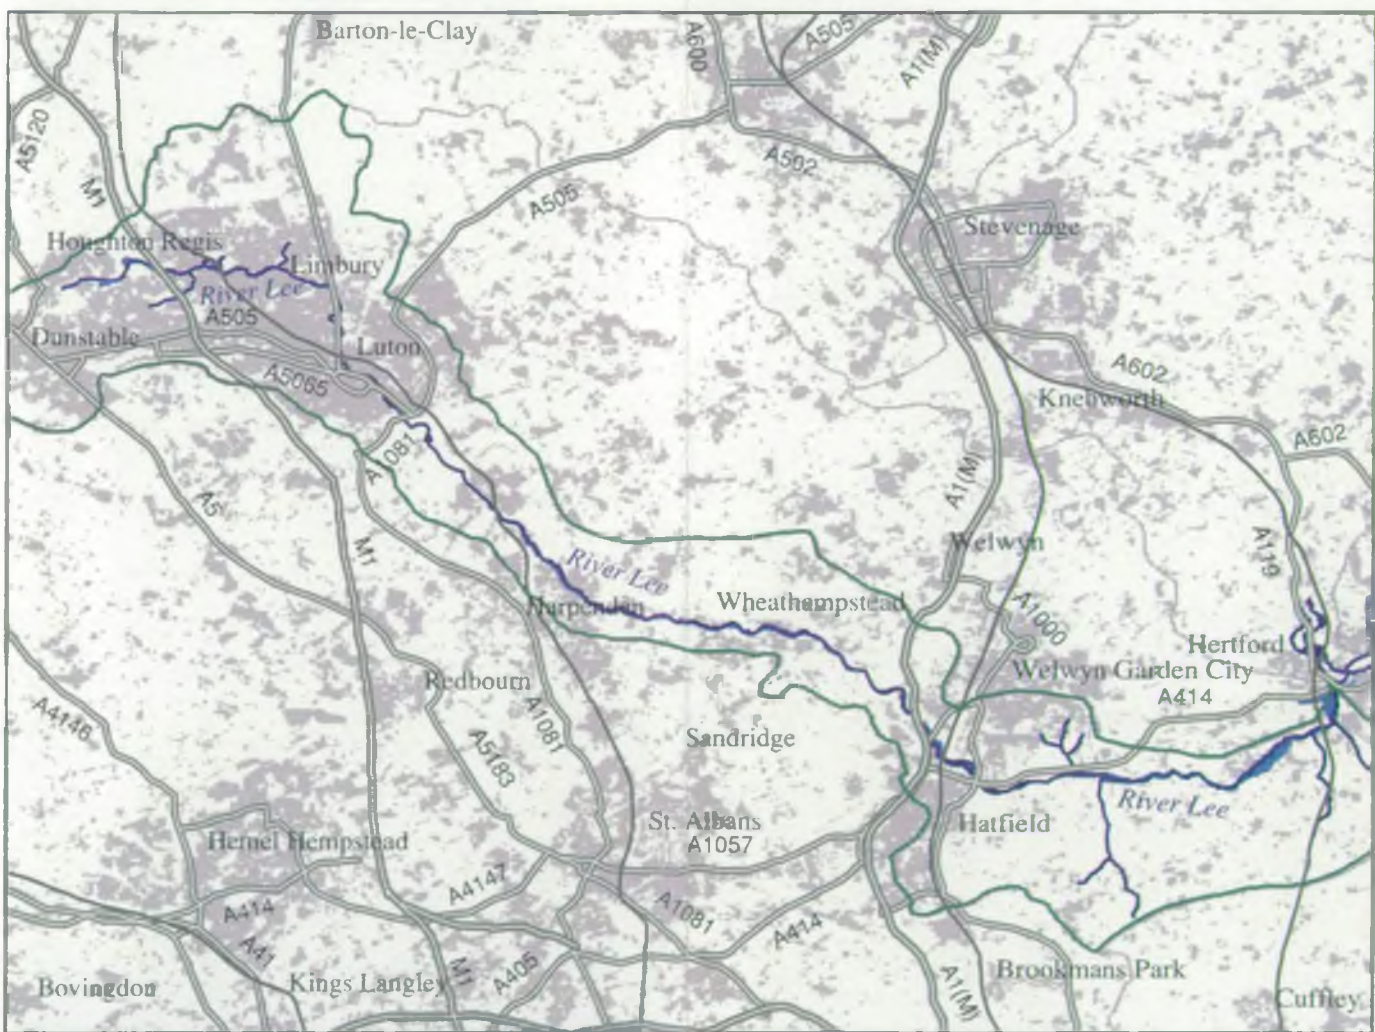 Barton-le-Clay
A600
A505
A1(M)
A5120
A602
M1
A505
Stevenage
Houghton Regis
Limbury
River Lee
A505
Dunstable
Luton
A5065
A602
Knebworth
A602
A1081
A1(M)
A5
M1
Welwyn
A119
River Lee
Harpenden
Wheathampstead
A1000
Hertford
Welwyn Garden City
A414
Redbourn
A4146
A1081
Sandridge
A5183
River Lee
St. Albans
A1057
Hatfield
Hemel Hempstead
A4147
A414
A1081
A414
A41
Brookmans Park
Bovingdon
Kings Langley
M1
A405
A1(M)
Cuffley